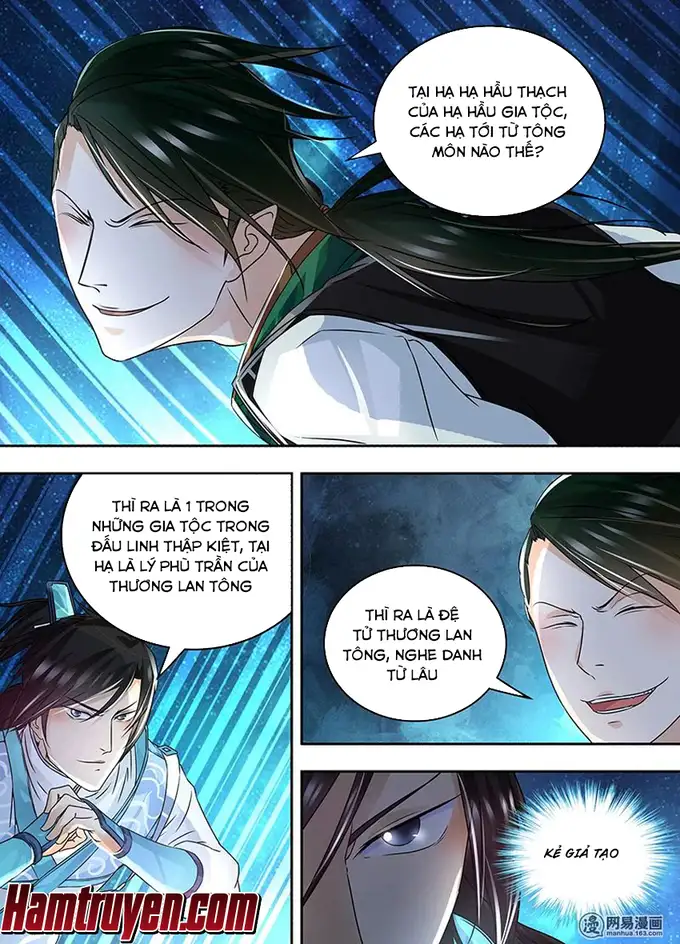 TẠI HẠ HẠ HẦU THẠCH
CỦA HẠ HẦU GIA TỘC,
CÁC HẠ TỚI TỪ TÔNG
MÔN NÀO THẾ?
THÌ RA LÀ 1 TRONG
NHỮNG GIA TỘC TRONG
ĐẤU LINH THẬP KIỆT, TẠI
HẠ LÀ LÝ PHÙ TRẦN CỦA
THƯƠNG LAN TÔNG
THÌ RA LÀ ĐỆ
TỬ THƯƠNG LAN
TÔNG, NGHE DANH
TỪ LÂU
KẺ GIẢ TẠO
Hamtruyen.com
网易漫画
manhua.163.com